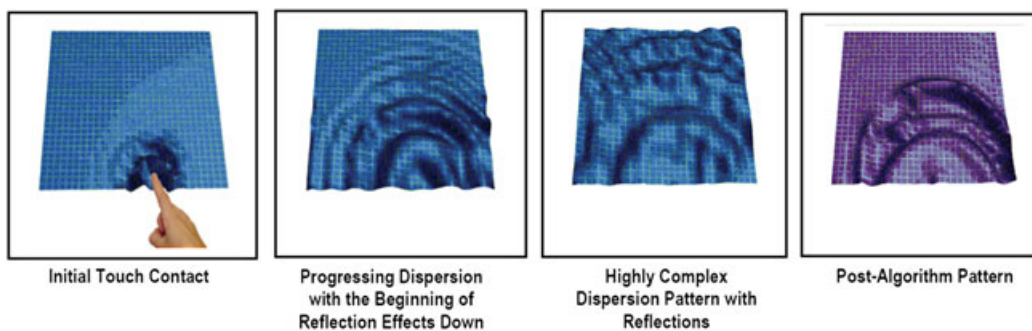 Initial Touch Contact
Progressing Dispersion
with the Beginning of
Reflection Effects Down
Highly Complex
Dispersion Pattern with
Reflections
Post-Algorithm Pattern